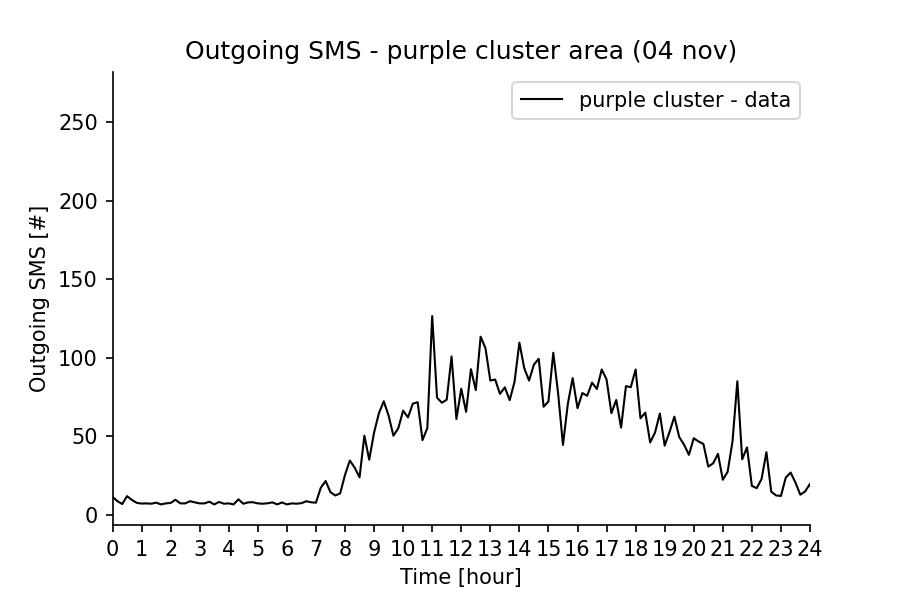 Outgoing SMS - purple cluster area (04 nov)
purple cluster - data
250
200
150
100
50
0
Outgoing SMS [#]
0 1 2 3 4 5 6 7 8 9 10 11 12 13 14 15 16 17 18 19 20 21 22 23 24
Time [hour]